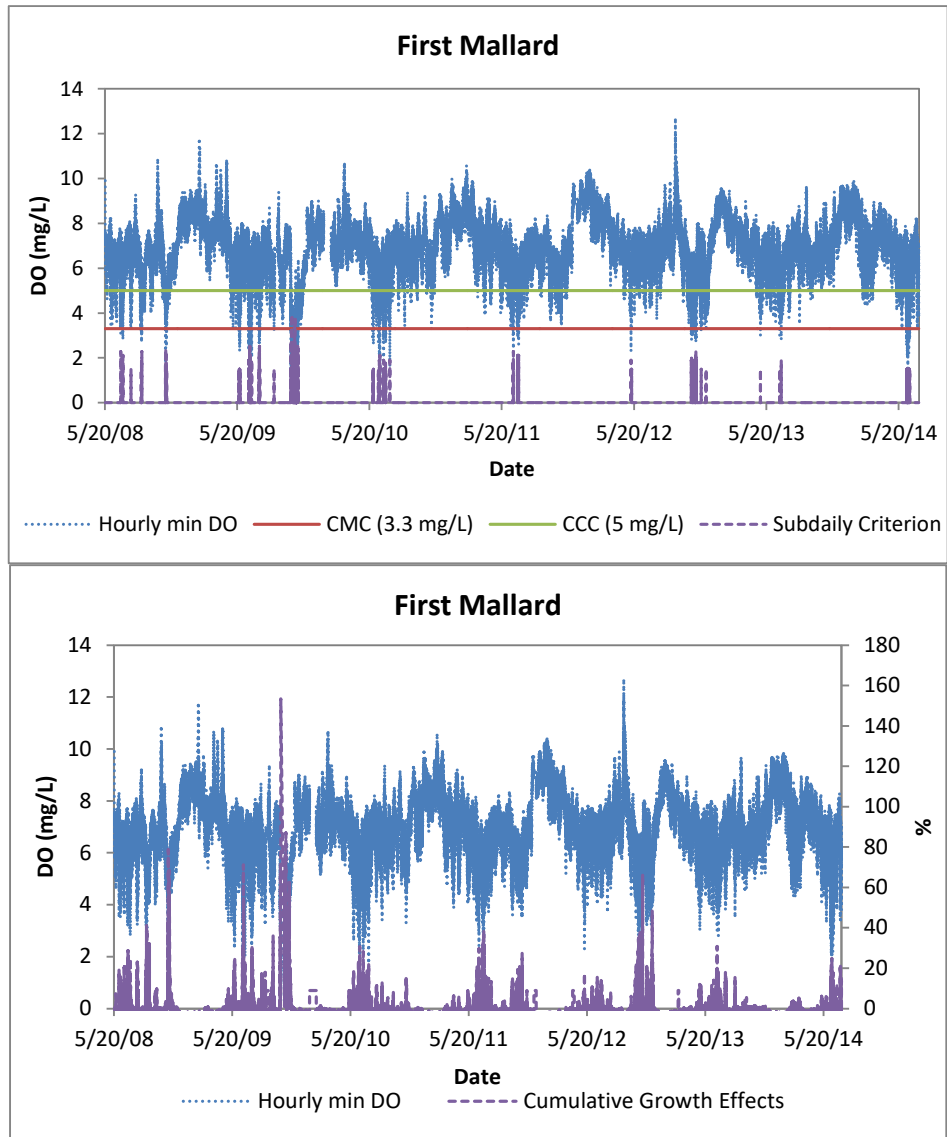 First Mallard
14
12
10
8
6
4
2
0
DO (mg/L)
5/20/08 5/20/09 5/20/10 5/20/11 5/20/12 5/20/13 5/20/14
Date
Hourly min DO CMC (3.3 mg/L) CCC (5 mg/L) Subdaily Criterion
First Mallard
14 180
12 160
10 140
8 120
6 100
4 80
2 60
0 40
20
0
DO (mg/L)
%
5/20/08 5/20/09 5/20/10 5/20/11 5/20/12 5/20/13 5/20/14
Date
Hourly min DO Cumulative Growth Effects